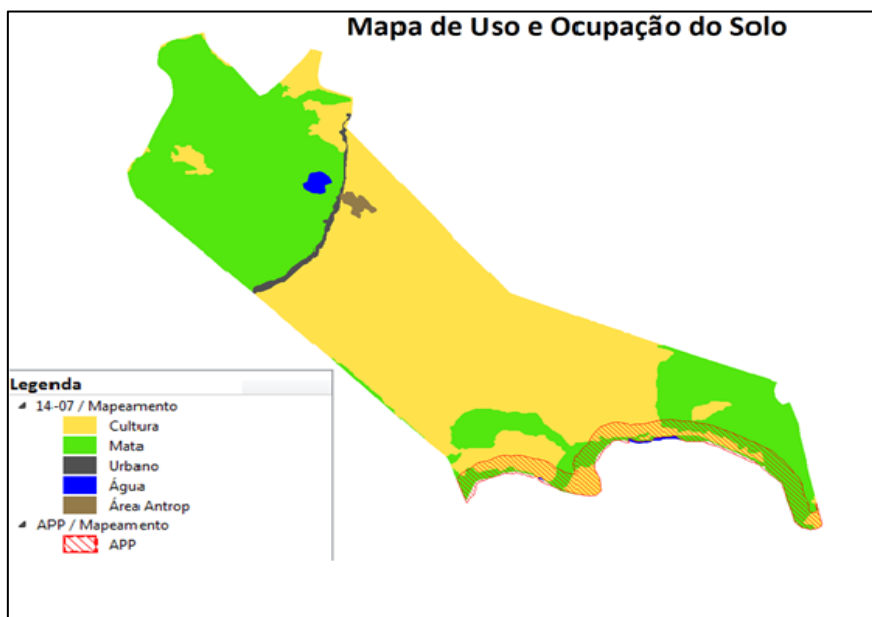 Mapa de Uso e Ocupação do Solo
Legenda
14-07 / Mapeamento
Cultura
Mata
Urbano
Água
Área Antrop
APP / Mapeamento
APP